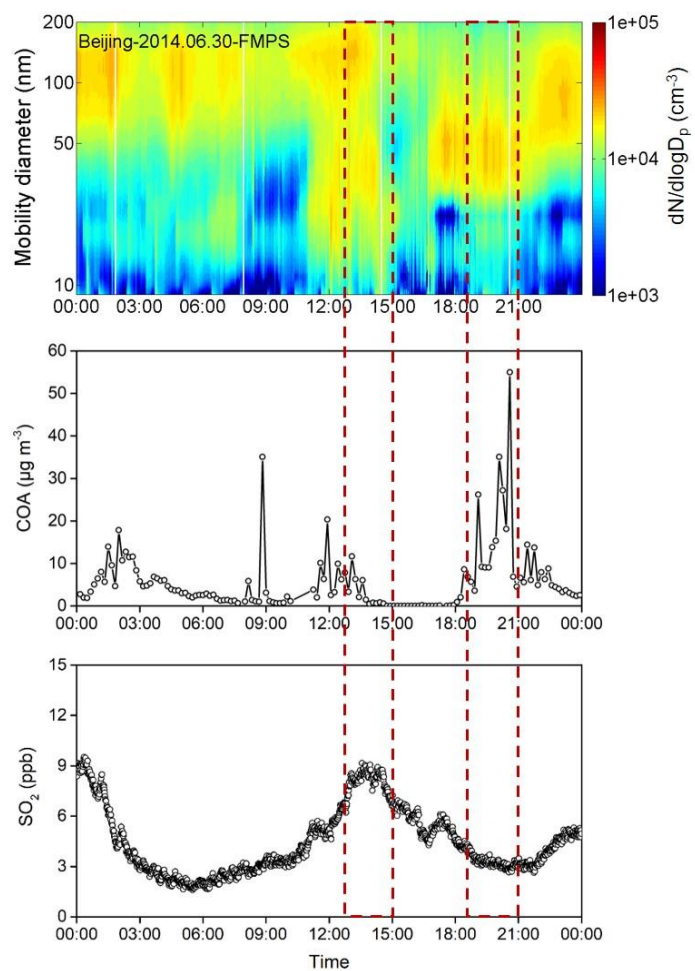 Beijing-2014.06.30-FMPS
Mobility diameter (nm)
200
100
50
10
00:00 03:00 06:00 09:00 12:00 15:00 18:00 21:00
1e+05
1e+04
1e+03
dN/dlogDp (cm-3)
COA (µg m-3)
60
50
40
30
20
10
0
00:00 03:00 06:00 09:00 12:00 15:00 18:00 21:00 00:00
SO2 (ppb)
15
12
9
6
3
0
00:00 03:00 06:00 09:00 12:00 15:00 18:00 21:00 00:00
Time